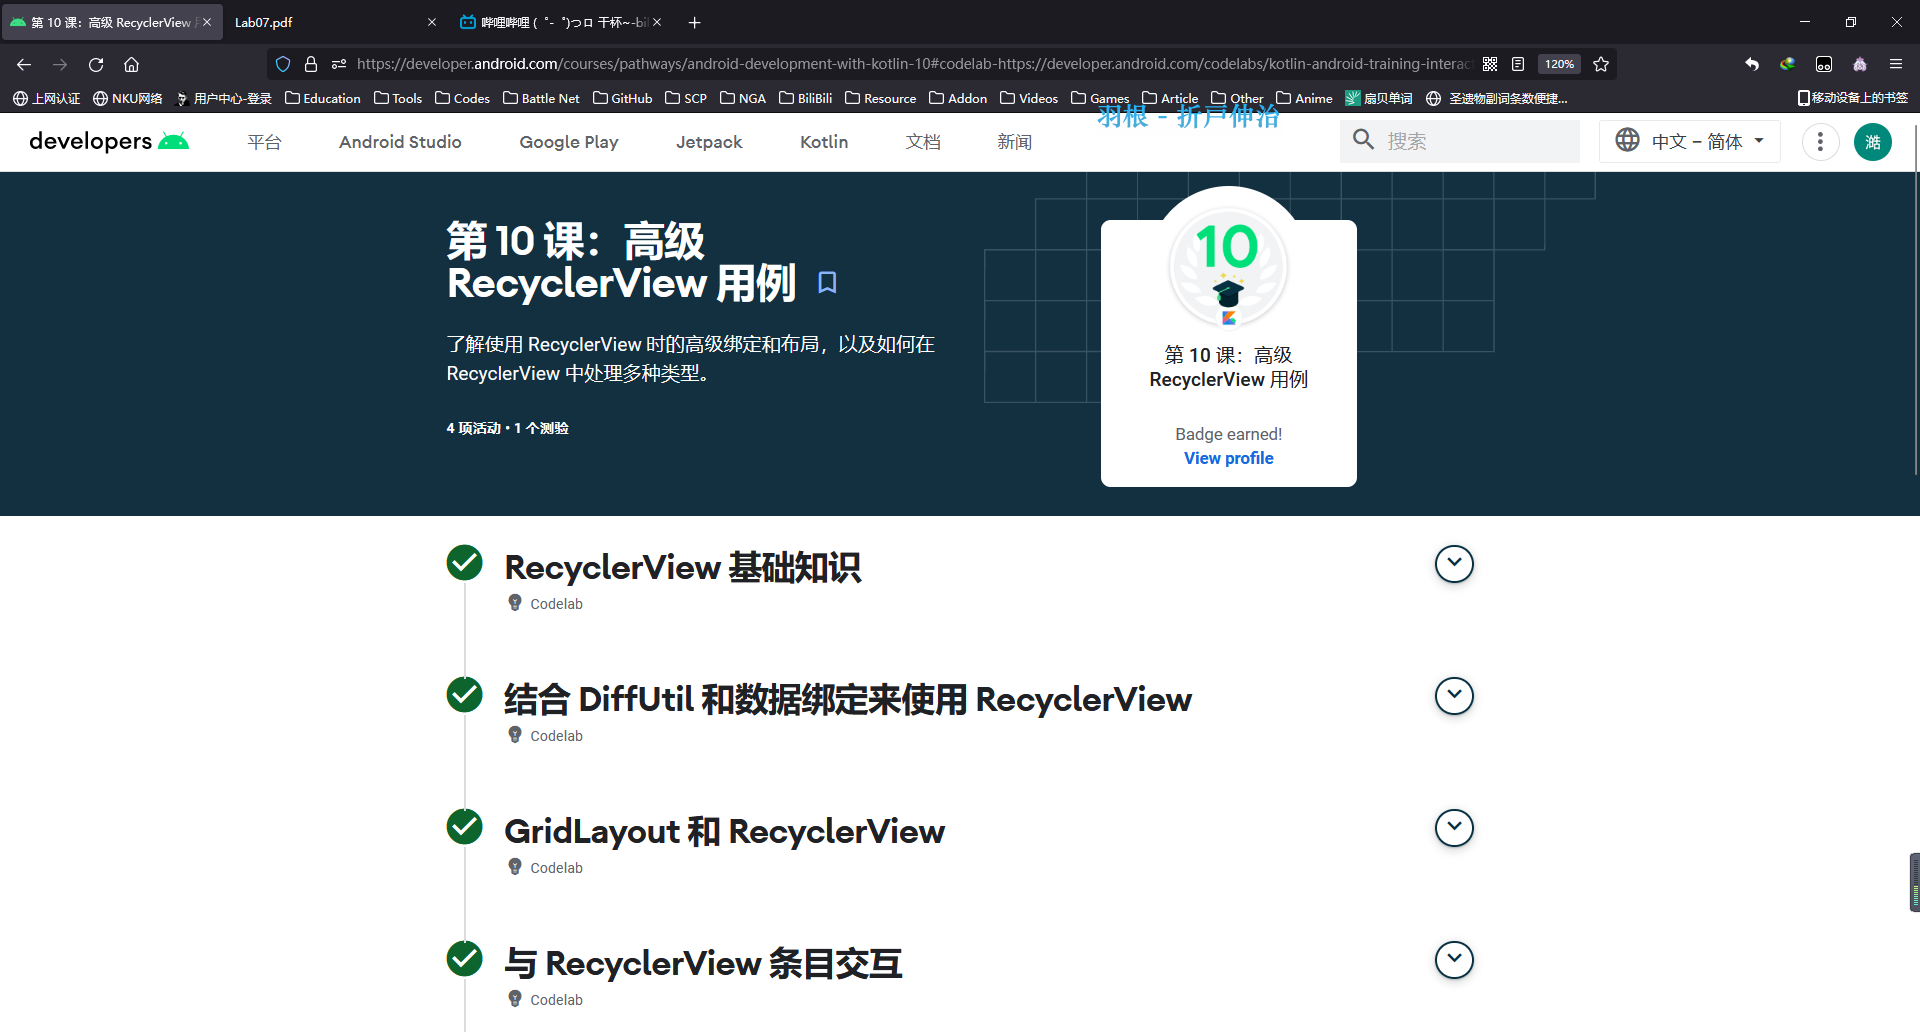 第 10 课：高级 RecyclerView
Lab07.pdf
哔哩哔哩 (゜-゜)つロ 干杯~-bil
https://developer.android.com/courses/pathways/android-development-with-kotlin-10#codelab-https://developer.android.com/codelabs/kotlin-android-training-interac
120%
上网认证
NKU网络
用户中心-登录
Education
Tools
Codes
Battle Net
GitHub
SCP
NGA
BiliBili
Resource
Addon
Videos
Games
Article
Other
Anime
扇贝单词
圣遗物副词条数便捷...
移动设备上的书签
羽根 - 折戸伸治
developers
平台
Android Studio
Google Play
Jetpack
Kotlin
文档
新闻
搜索
中文 – 简体
澔
第 10 课：高级
RecyclerView 用例
了解使用 RecyclerView 时的高级绑定和布局，以及如何在
RecyclerView 中处理多种类型。
4 项活动 • 1 个测验
10
第 10 课：高级
RecyclerView 用例
Badge earned!
View profile
RecyclerView 基础知识
Codelab
结合 DiffUtil 和数据绑定来使用 RecyclerView
Codelab
GridLayout 和 RecyclerView
Codelab
与 RecyclerView 条目交互
Codelab